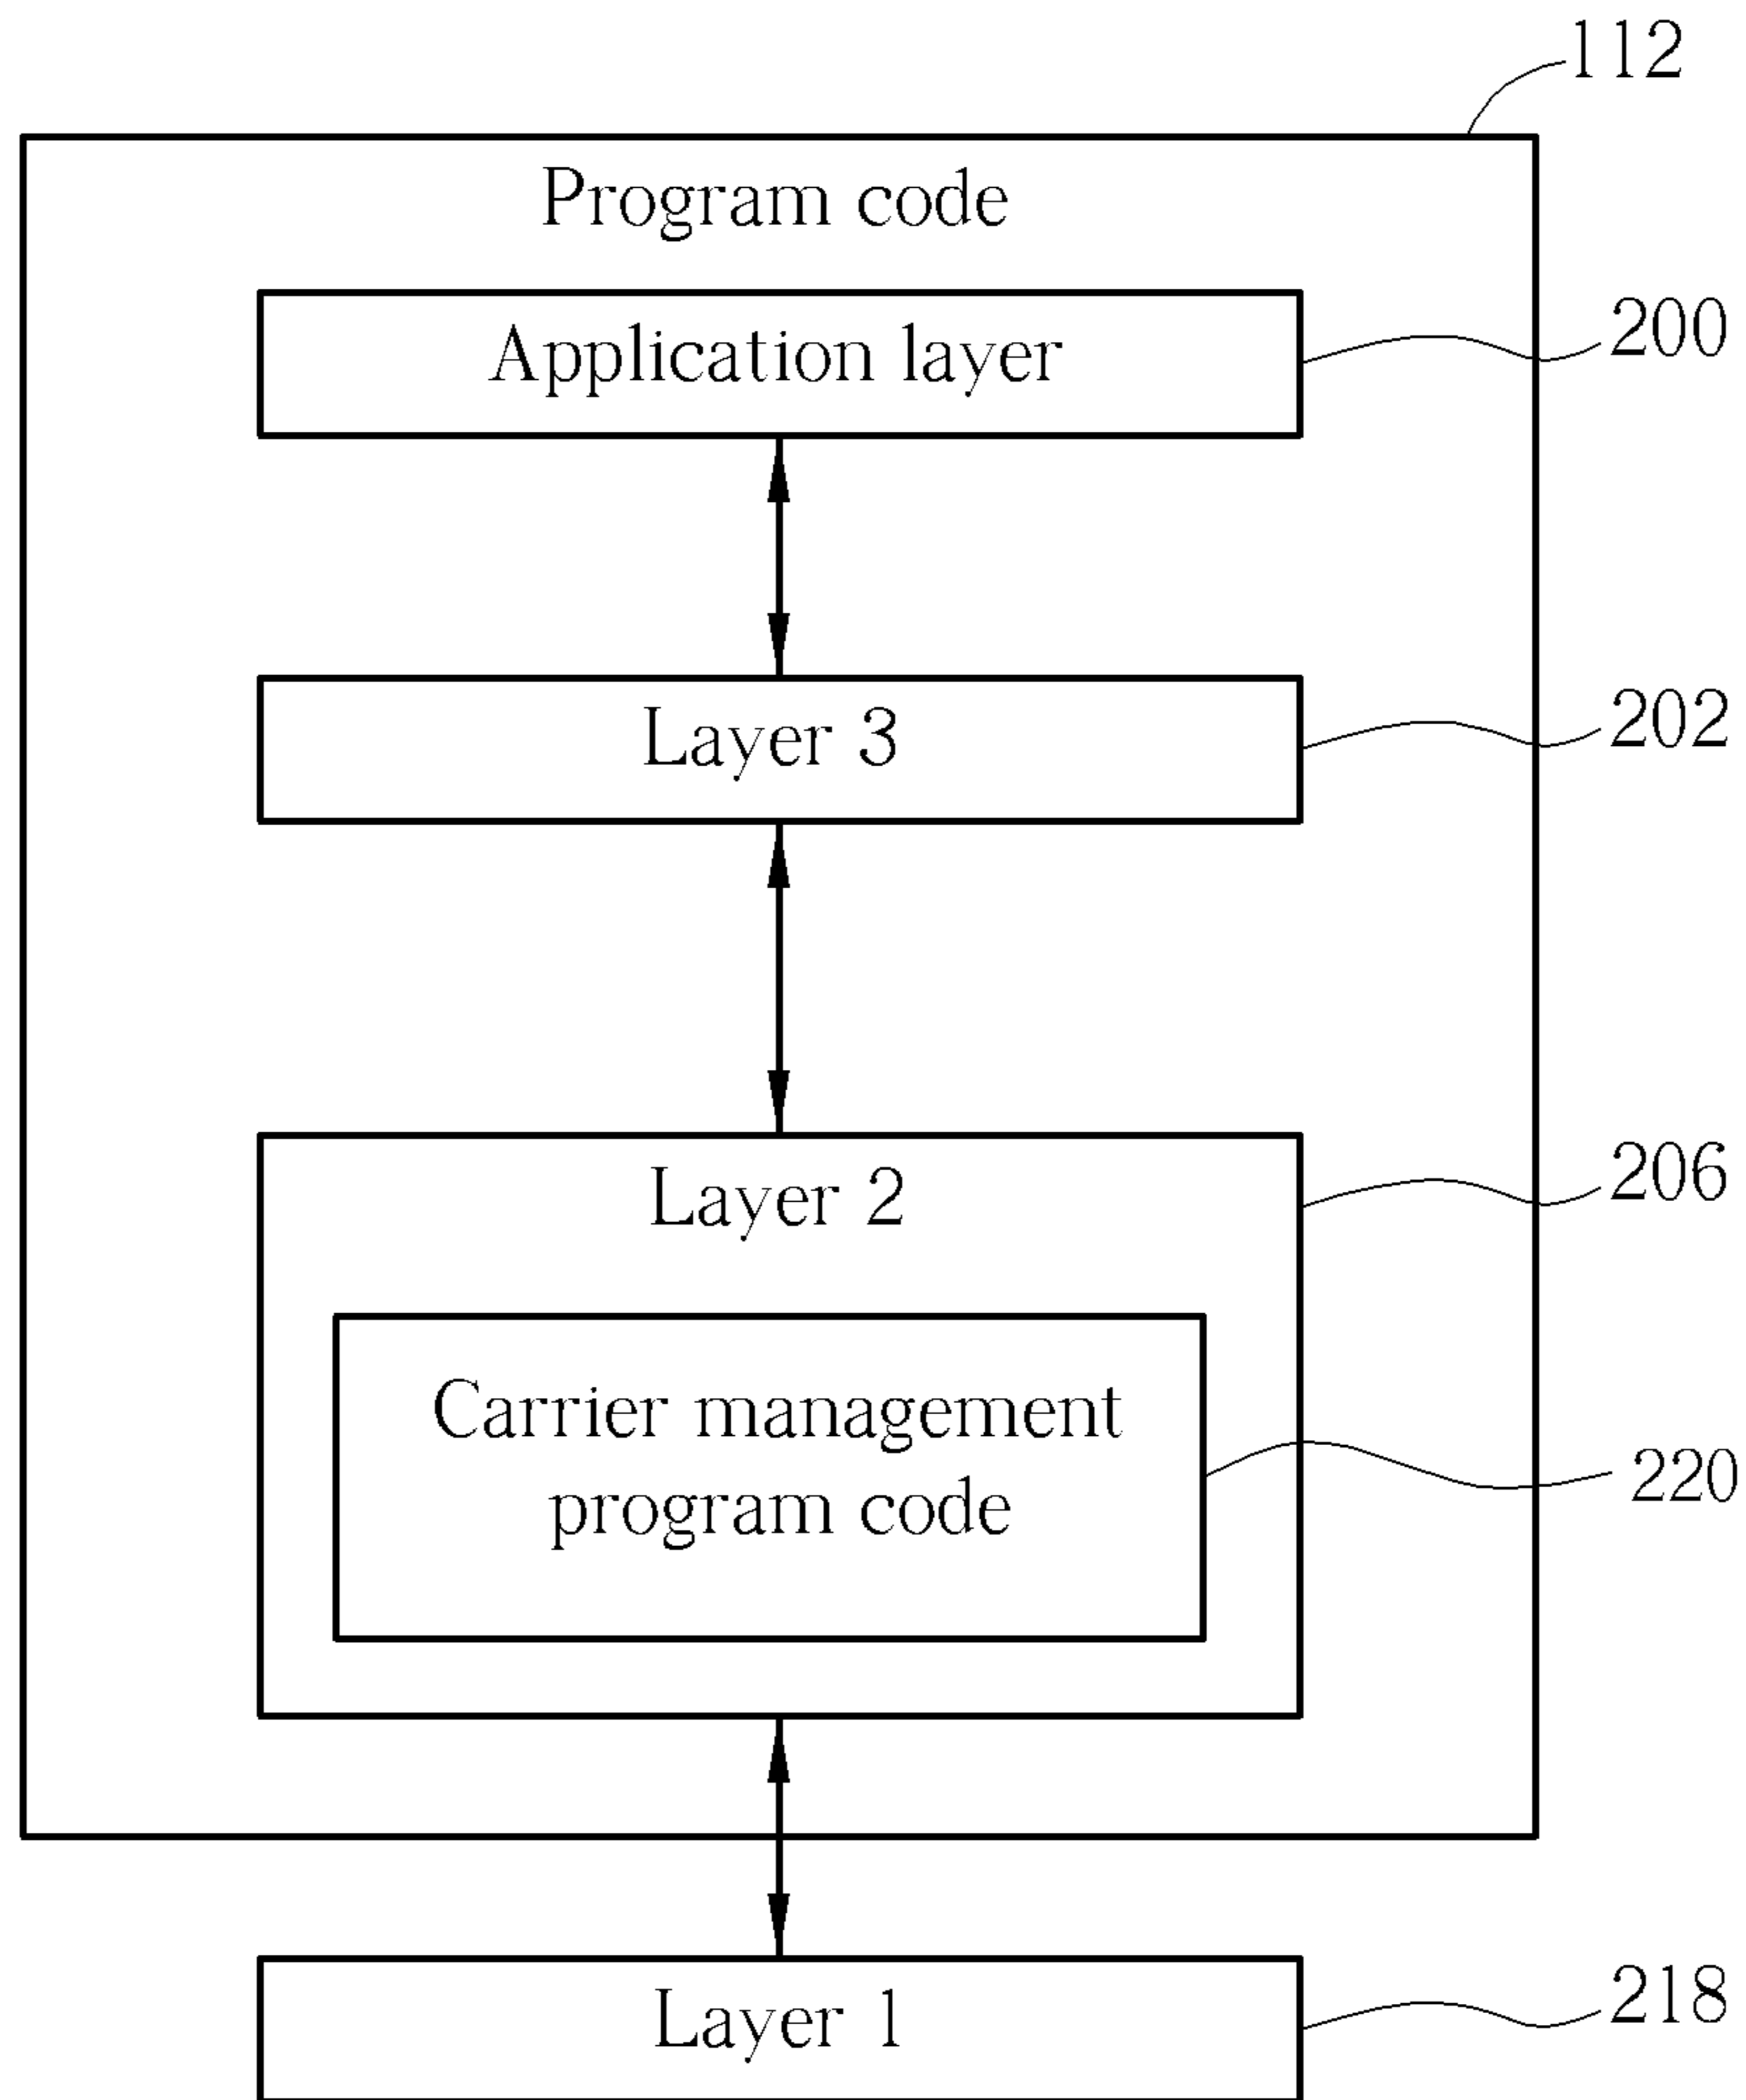 112
Program code
Application layer
200
Layer 3
202
Layer 2
206
Carrier management
program code
220
Layer 1
218